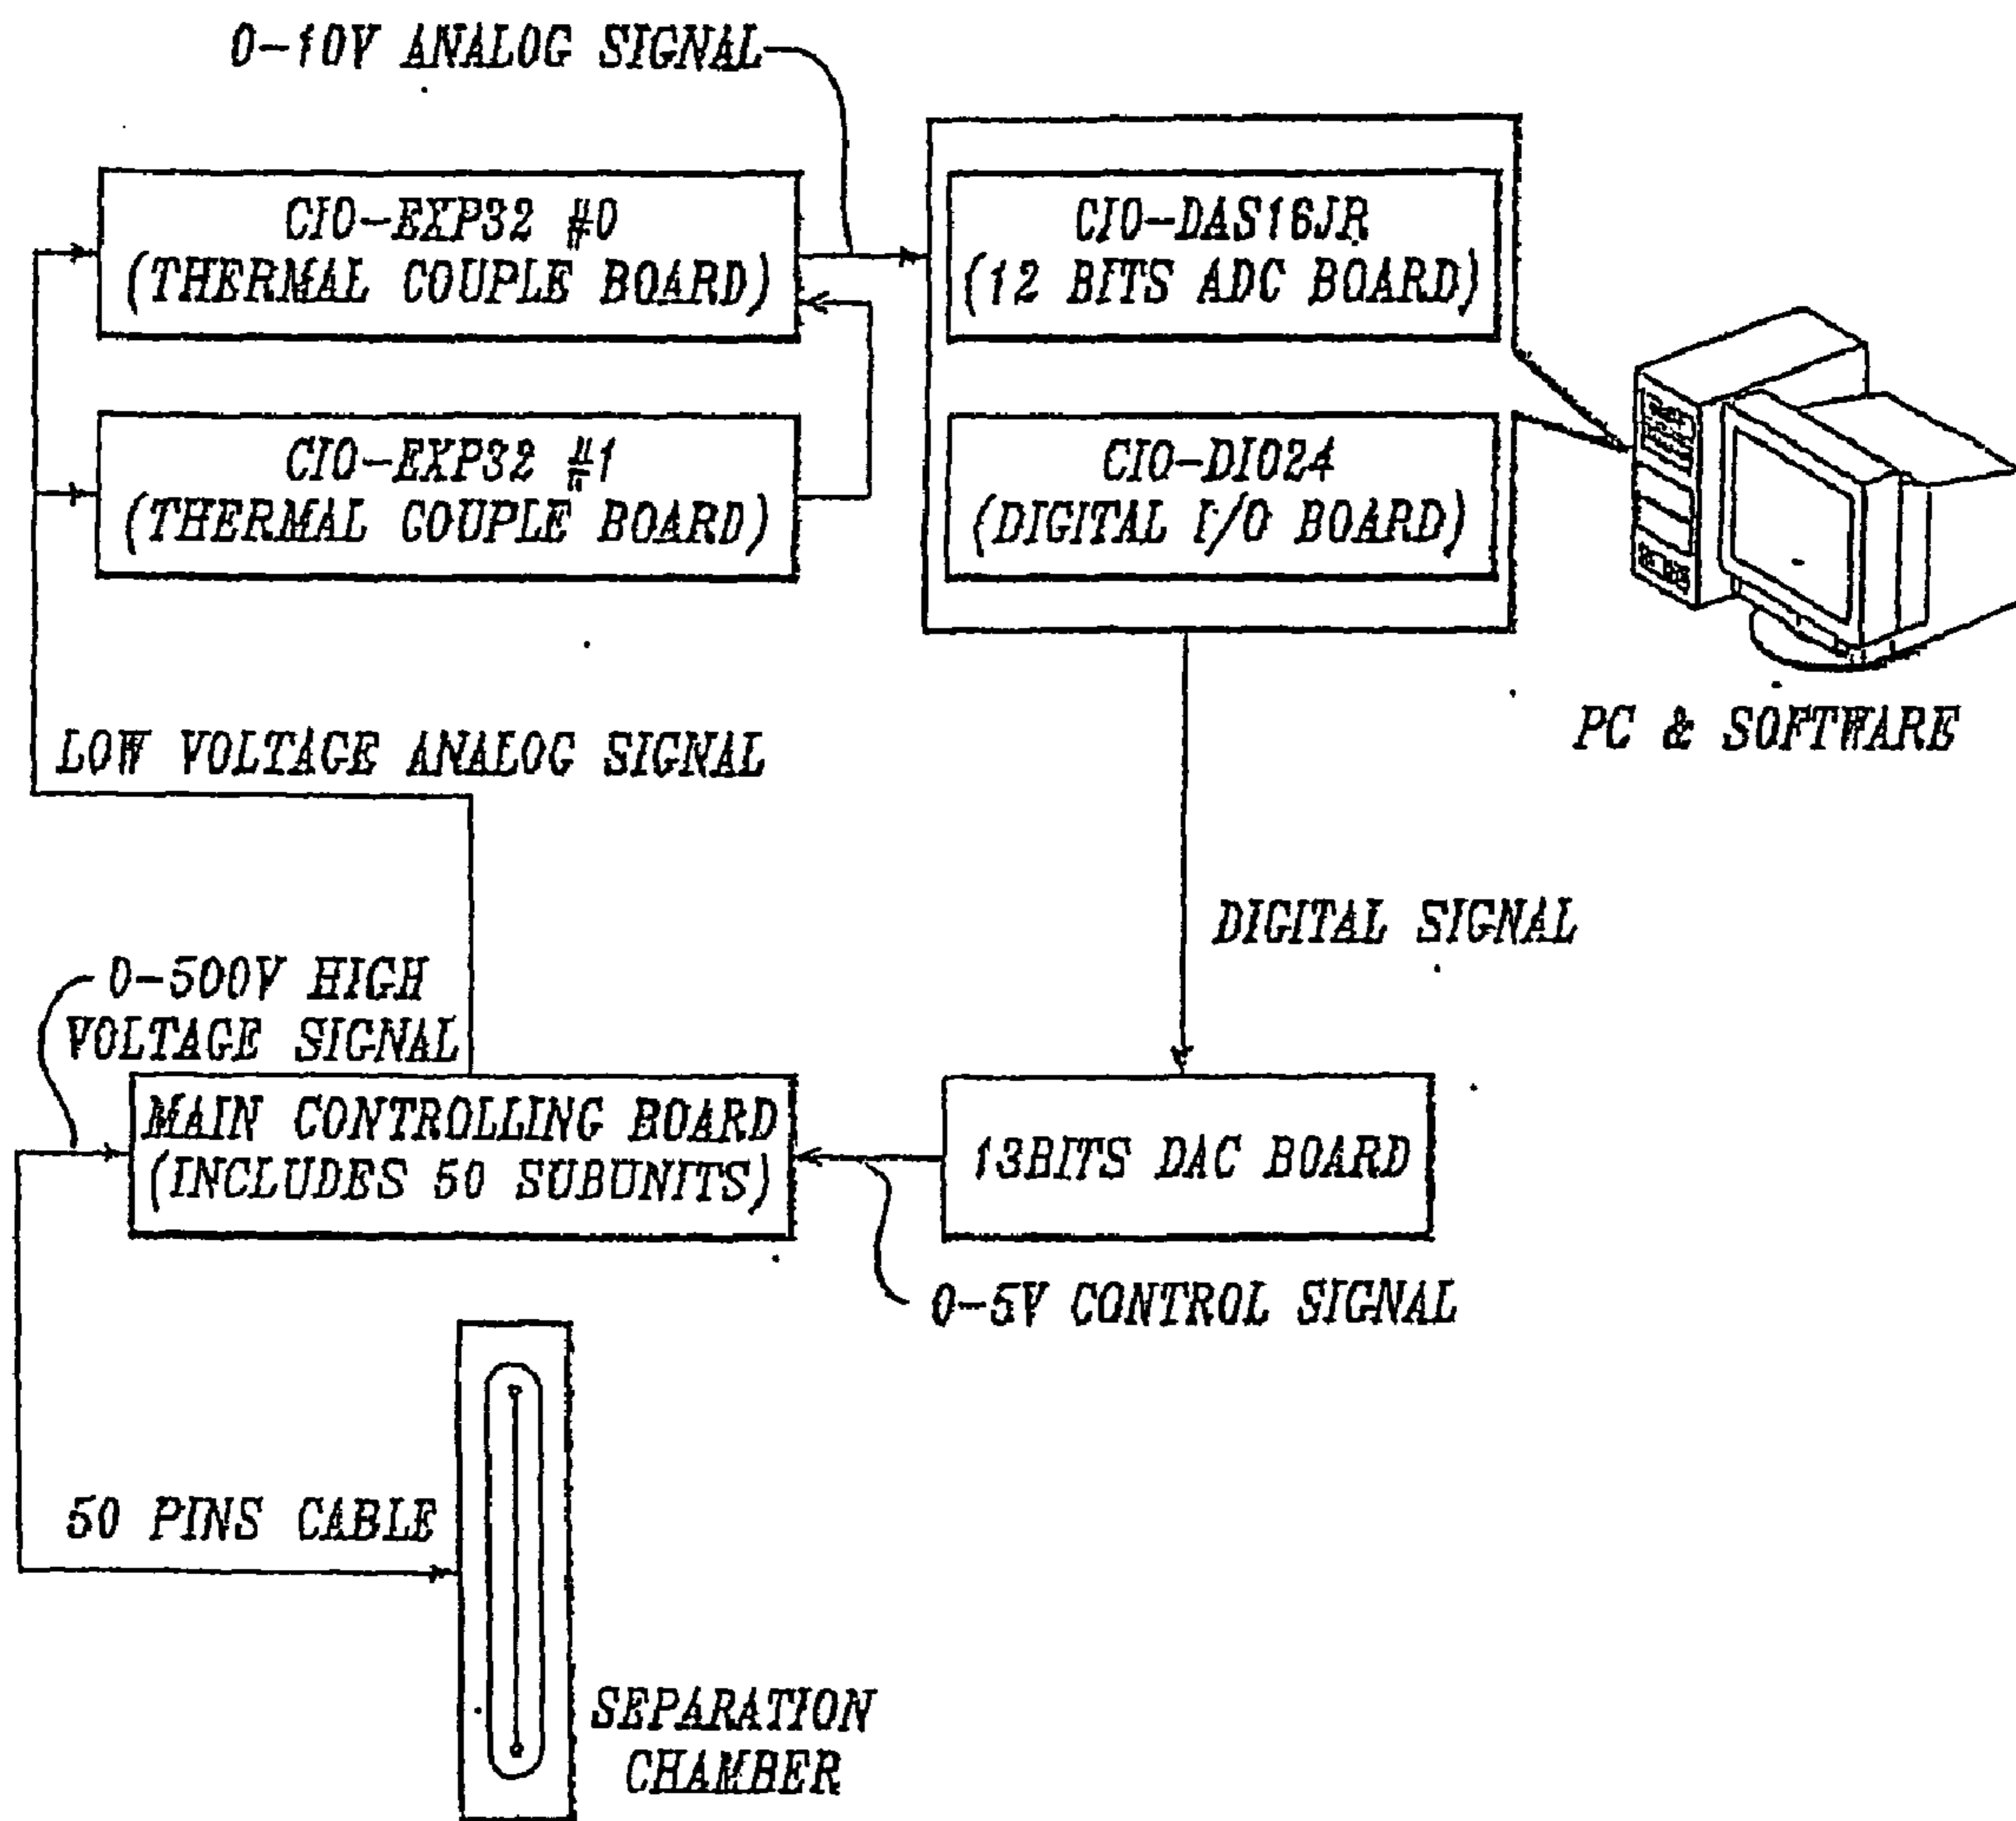 0-10V ANALOG SIGNAL
CIO-EXP32 #0
(THERMAL COUPLE BOARD)
CIO-DAS16JR
(12 BITS ADC BOARD)
CIO-EXP32 #1
(THERMAL COUPLE BOARD)
CIO-DIO24
(DIGITAL I/O BOARD)
PC & SOFTWARE
LOW VOLTAGE ANALOG SIGNAL
DIGITAL SIGNAL
0-500V HIGH
VOLTAGE SIGNAL
MAIN CONTROLLING BOARD
(INCLUDES 50 SUBUNITS)
13BITS DAC BOARD
0-5V CONTROL SIGNAL
50 PINS CABLE
SEPARATION
CHAMBER